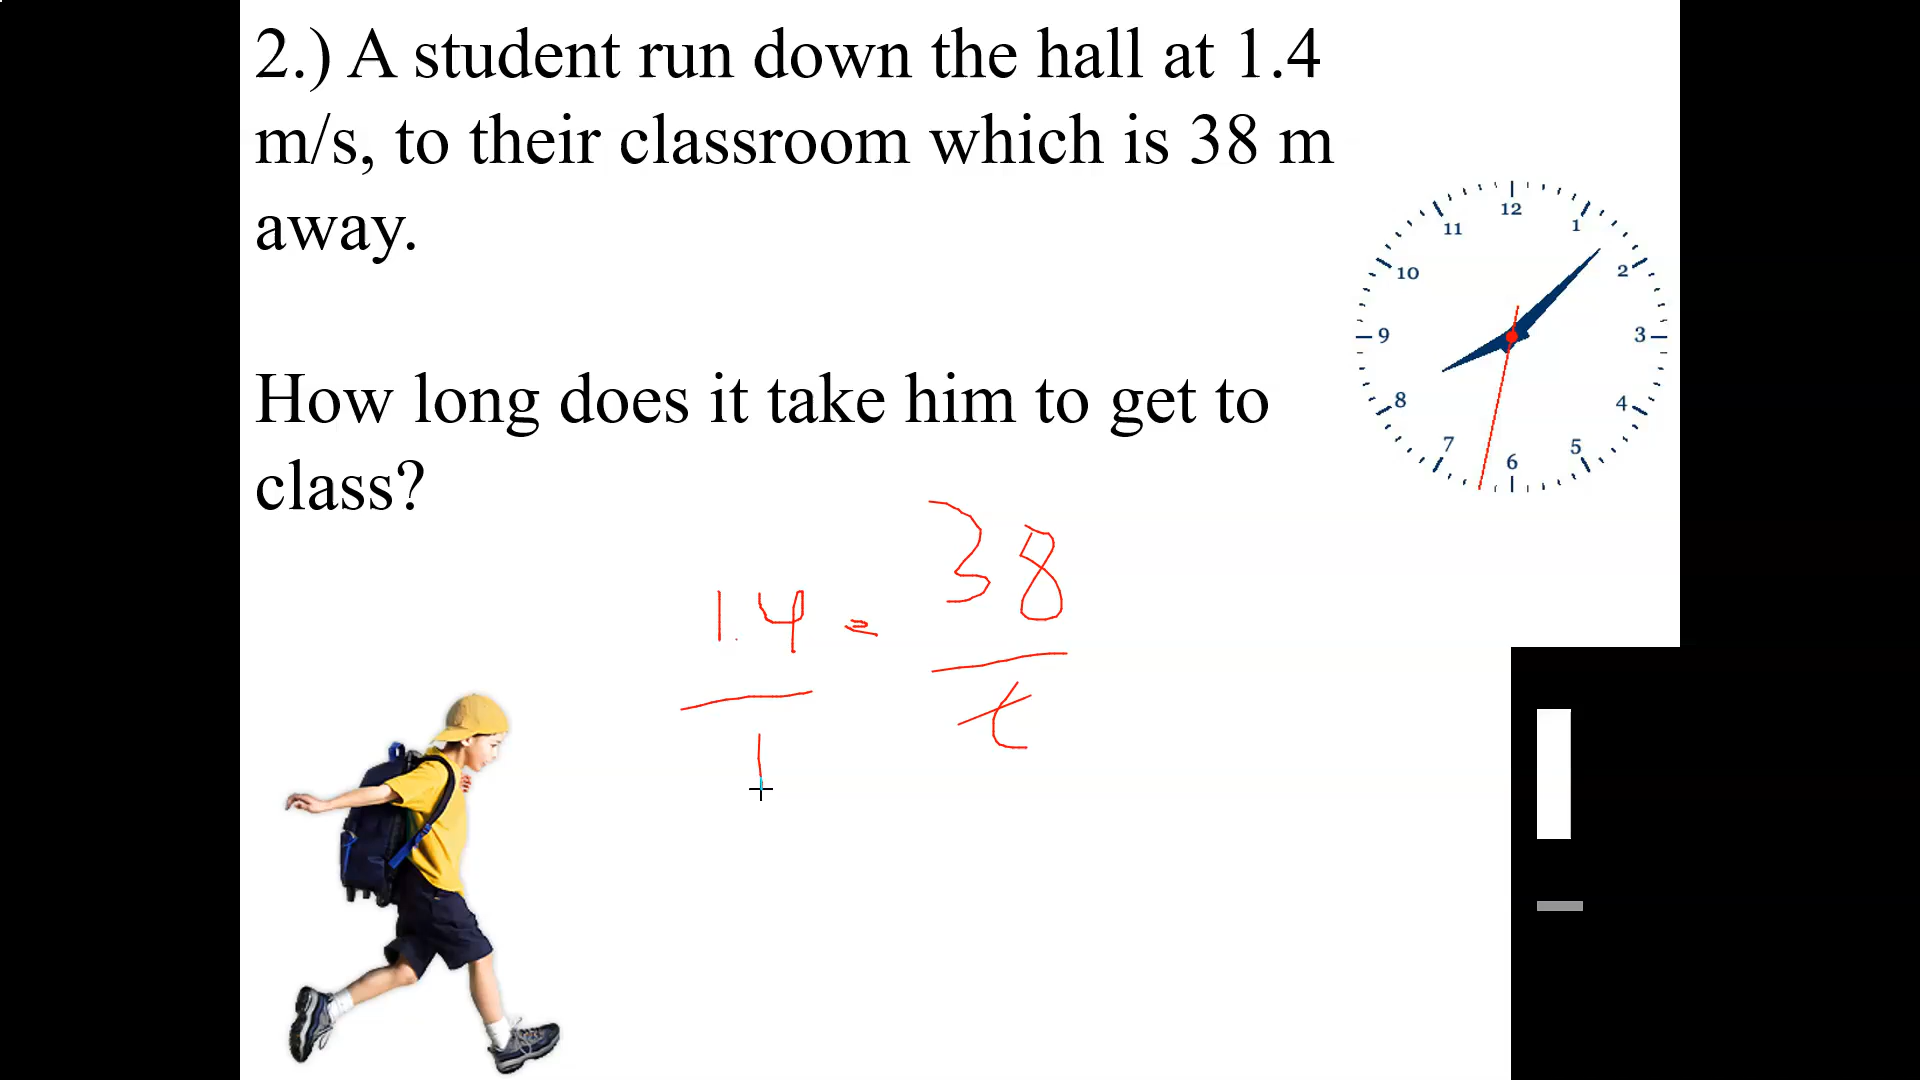 2.) A student run down the hall at 1.4
m/s, to their classroom which is 38 m
away.
How long does it take him to get to
class?
12
11 1
10 2
9 3
8 4
7 5
6
1.4 = 38
1 t